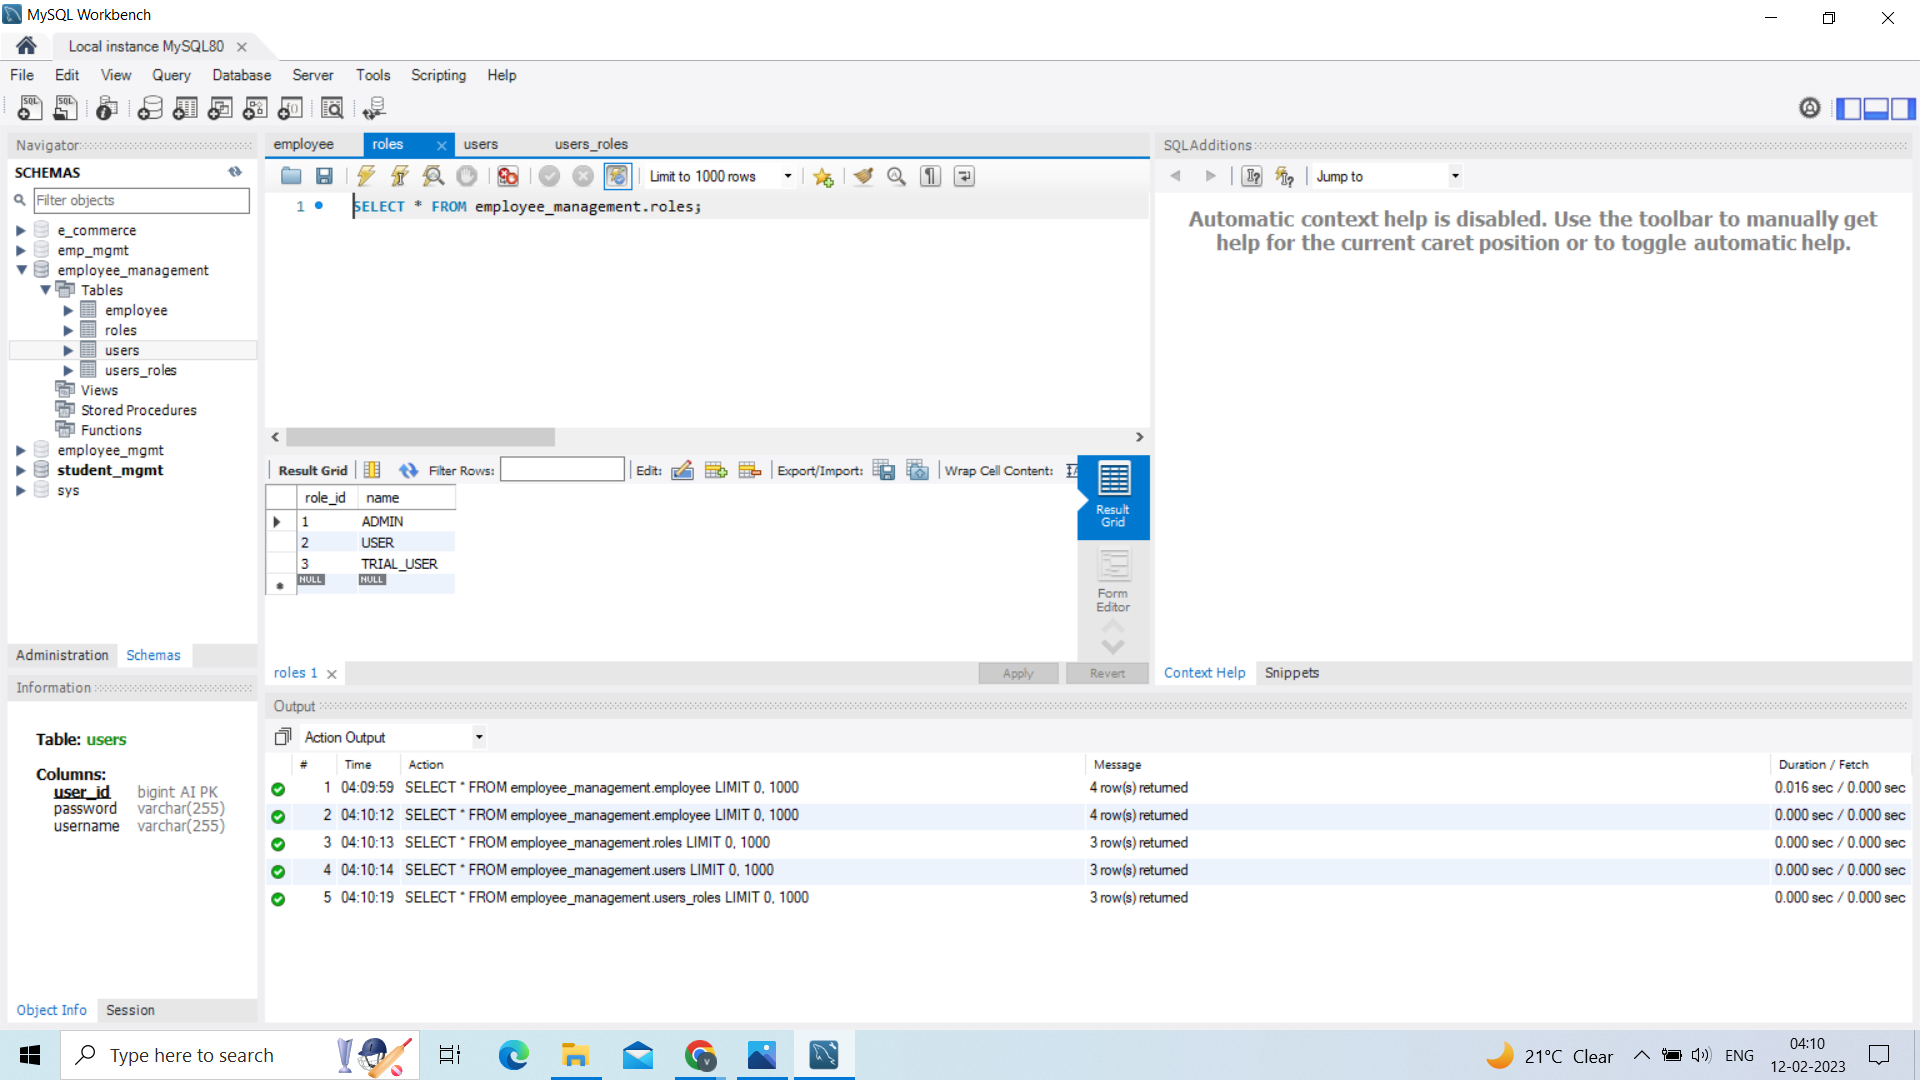 MySQL Workbench
Local instance MySQL80
File Edit View Query Database Server Tools Scripting Help
Navigator
SCHEMAS
Filter objects
e_commerce
emp_mgmt
employee_management
Tables
employee
roles
users
users_roles
Views
Stored Procedures
Functions
employee_mgmt
student_mgmt
sys
Administration Schemas
Information
Table: users
Columns:
user_id bigint AI PK
password varchar(255)
username varchar(255)
Object Info Session
employee roles users users_roles
Limit to 1000 rows
1 SELECT * FROM employee_management.roles;
Result Grid Filter Rows: Edit: Export/Import: Wrap Cell Content:
role_id name
1 ADMIN
2 USER
3 TRIAL_USER
NULL NULL
Result Grid
Form Editor
roles 1 Apply Revert
SQLAdditions
Jump to
Automatic context help is disabled. Use the toolbar to manually get
help for the current caret position or to toggle automatic help.
Context Help Snippets
Output
Action Output
# Time Action Message Duration / Fetch
1 04:09:59 SELECT * FROM employee_management.employee LIMIT 0, 1000 4 row(s) returned 0.016 sec / 0.000 sec
2 04:10:12 SELECT * FROM employee_management.employee LIMIT 0, 1000 4 row(s) returned 0.000 sec / 0.000 sec
3 04:10:13 SELECT * FROM employee_management.roles LIMIT 0, 1000 3 row(s) returned 0.000 sec / 0.000 sec
4 04:10:14 SELECT * FROM employee_management.users LIMIT 0, 1000 3 row(s) returned 0.000 sec / 0.000 sec
5 04:10:19 SELECT * FROM employee_management.users_roles LIMIT 0, 1000 3 row(s) returned 0.000 sec / 0.000 sec
Type here to search
21°C Clear
ENG
04:10
12-02-2023